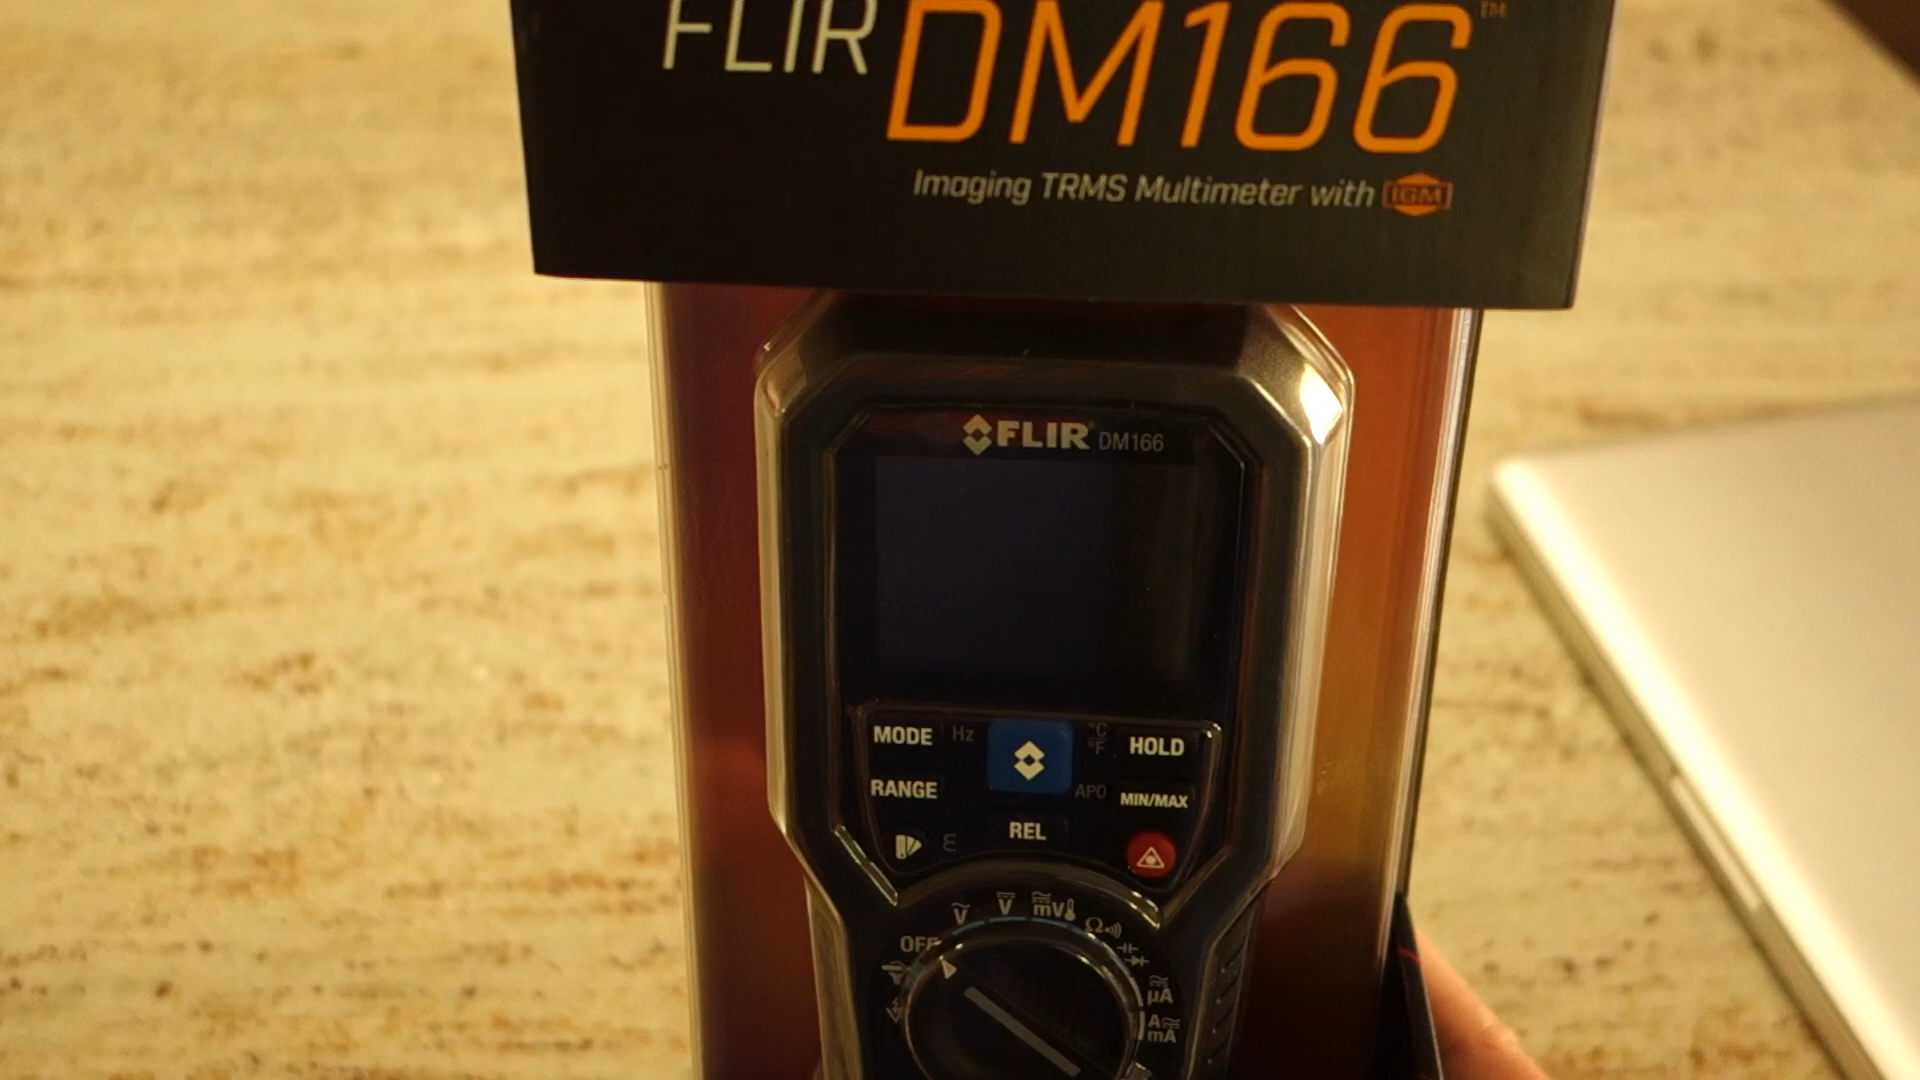 FLIR DM166™
Imaging TRMS Multimeter with IGM
FLIR DM166
MODE Hz °C °F HOLD
RANGE APO MIN/MAX
REL
ε
OFF Ṽ V mV Ω
µA
A mA